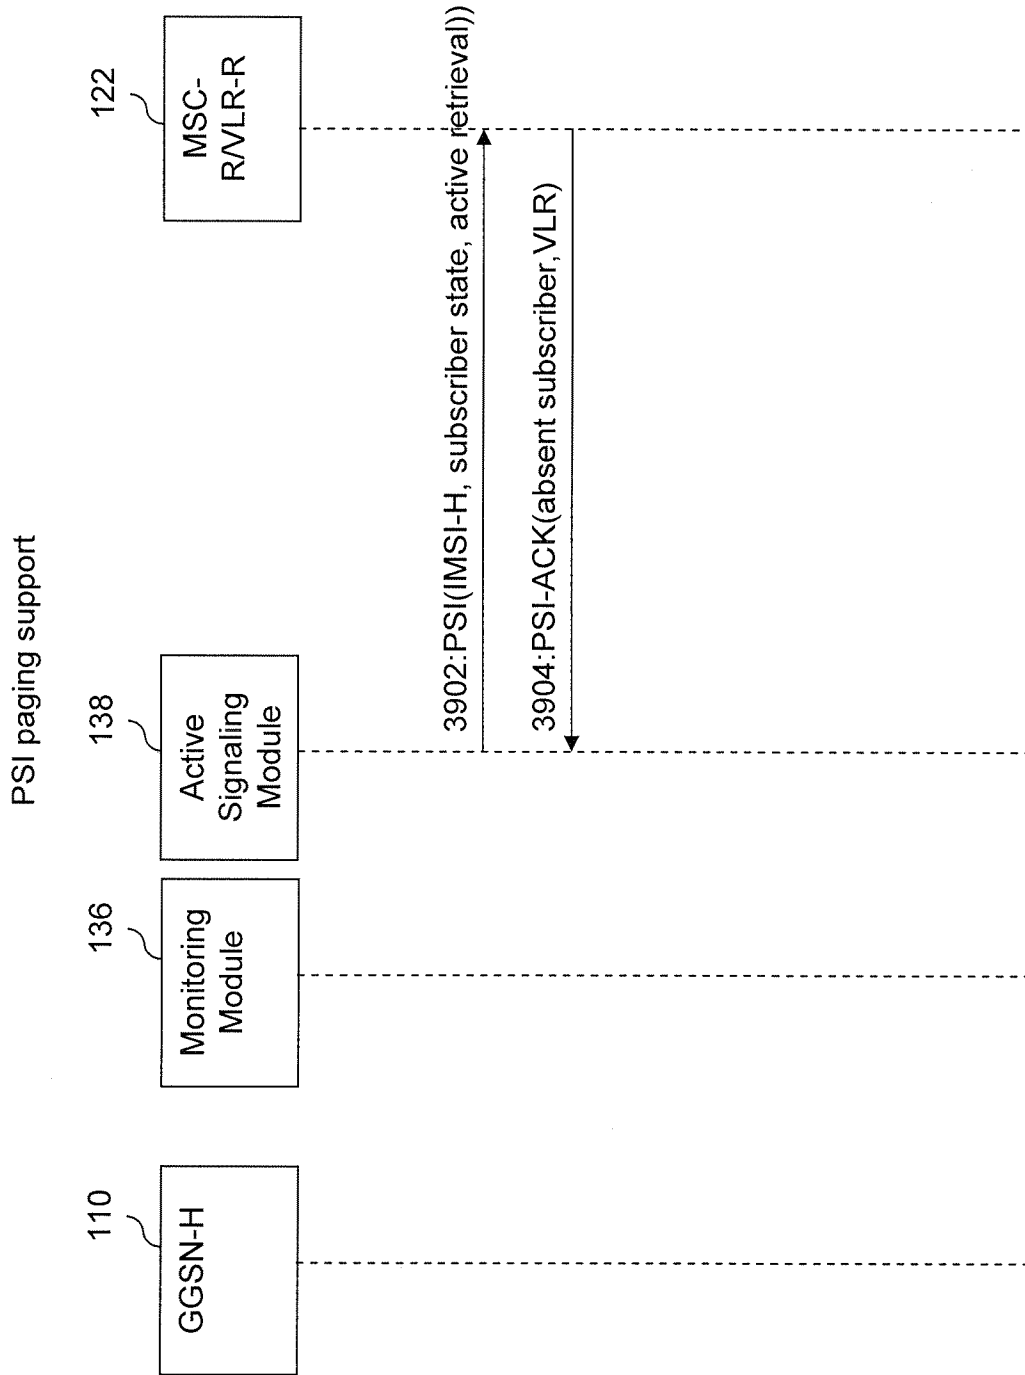 PSI paging support
110
136
138
122
GGSN-H
Monitoring
Module
Active
Signaling
Module
MSC-
R/VLR-R
3902:PSI(IMSI-H, subscriber state, active retrieval))
3904:PSI-ACK(absent subscriber,VLR)